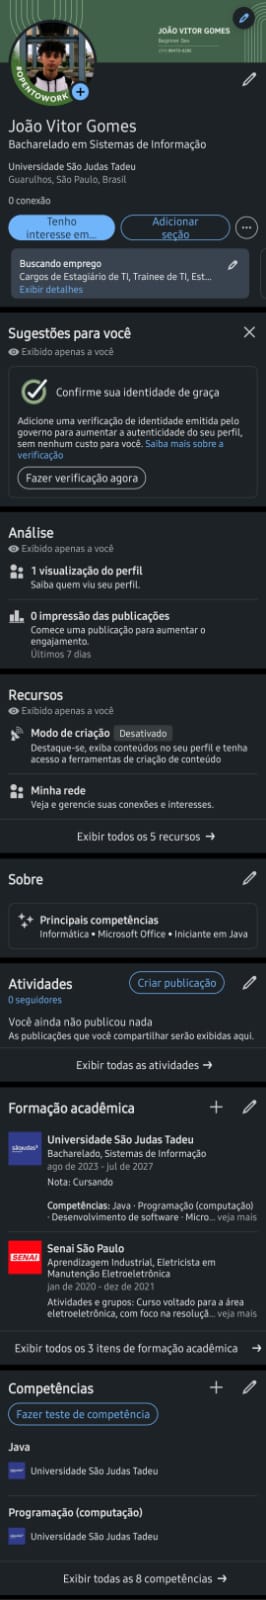 JOÃO VITOR GOMES
Beginner Dev
#OPENTOWORK
João Vitor Gomes
Bacharelado em Sistemas de Informação
Universidade São Judas Tadeu
Guarulhos, São Paulo, Brasil
0 conexão
Tenho interesse em...
Adicionar seção
Buscando emprego
Cargos de Estagiário de TI, Trainee de TI, Est...
Exibir detalhes
Sugestões para você
Exibido apenas a você
Confirme sua identidade de graça
Adicione uma verificação de identidade emitida pelo
governo para aumentar a autenticidade do seu perfil,
sem nenhum custo para você. Saiba mais sobre a
verificação
Fazer verificação agora
Análise
Exibido apenas a você
1 visualização do perfil
Saiba quem viu seu perfil.
0 impressão das publicações
Comece uma publicação para aumentar o
engajamento.
Últimos 7 dias
Recursos
Exibido apenas a você
Modo de criação Desativado
Destaque-se, exiba conteúdos no seu perfil e tenha
acesso a ferramentas de criação de conteúdo
Minha rede
Veja e gerencie suas conexões e interesses.
Exibir todos os 5 recursos →
Sobre
Principais competências
Informática • Microsoft Office • Iniciante em Java
Atividades
Criar publicação
0 seguidores
Você ainda não publicou nada
As publicações que você compartilhar serão exibidas aqui.
Exibir todas as atividades →
Formação acadêmica
sãojudas
Universidade São Judas Tadeu
Bacharelado, Sistemas de Informação
ago de 2023 - jul de 2027
Nota: Cursando
Competências: Java · Programação (computação)
· Desenvolvimento de software · Micro... veja mais
SENAI
Senai São Paulo
Aprendizagem Industrial, Eletricista em
Manutenção Eletroeletrônica
jan de 2020 - dez de 2021
Atividades e grupos: Curso voltado para a área
eletroeletrônica, com foco na resoluçã... veja mais
Exibir todos os 3 itens de formação acadêmica →
Competências
Fazer teste de competência
Java
Universidade São Judas Tadeu
Programação (computação)
Universidade São Judas Tadeu
Exibir todas as 8 competências →